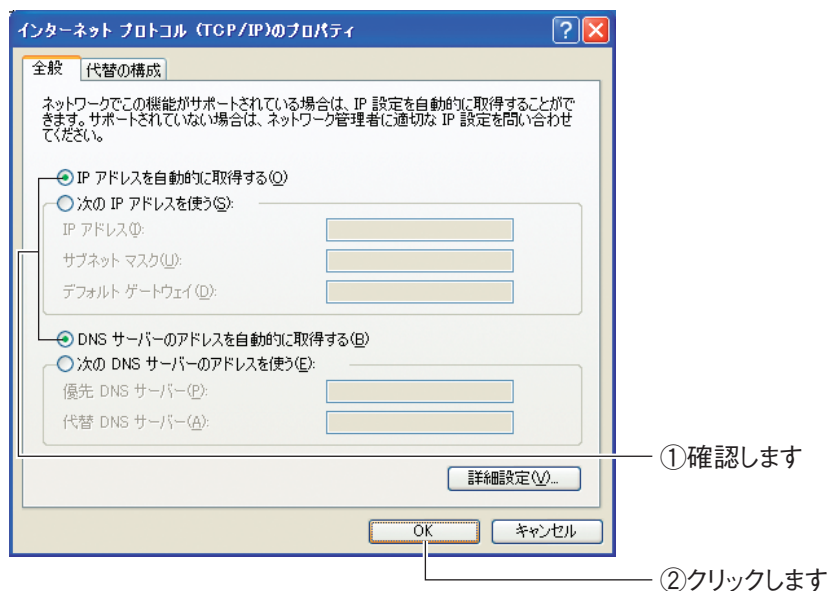 インターネット プロトコル (TCP/IP)のプロパティ
全般
代替の構成
ネットワークでこの機能がサポートされている場合は、IP 設定を自動的に取得することがで
きます。サポートされていない場合は、ネットワーク管理者に適切な IP 設定を問い合わせ
てください。
IP アドレスを自動的に取得する(O)
次の IP アドレスを使う(S):
IP アドレス(I):
サブネット マスク(U):
デフォルト ゲートウェイ(D):
DNS サーバーのアドレスを自動的に取得する(B)
次の DNS サーバーのアドレスを使う(E):
優先 DNS サーバー(P):
代替 DNS サーバー(A):
①確認します
詳細設定(V)...
OK
キャンセル
②クリックします